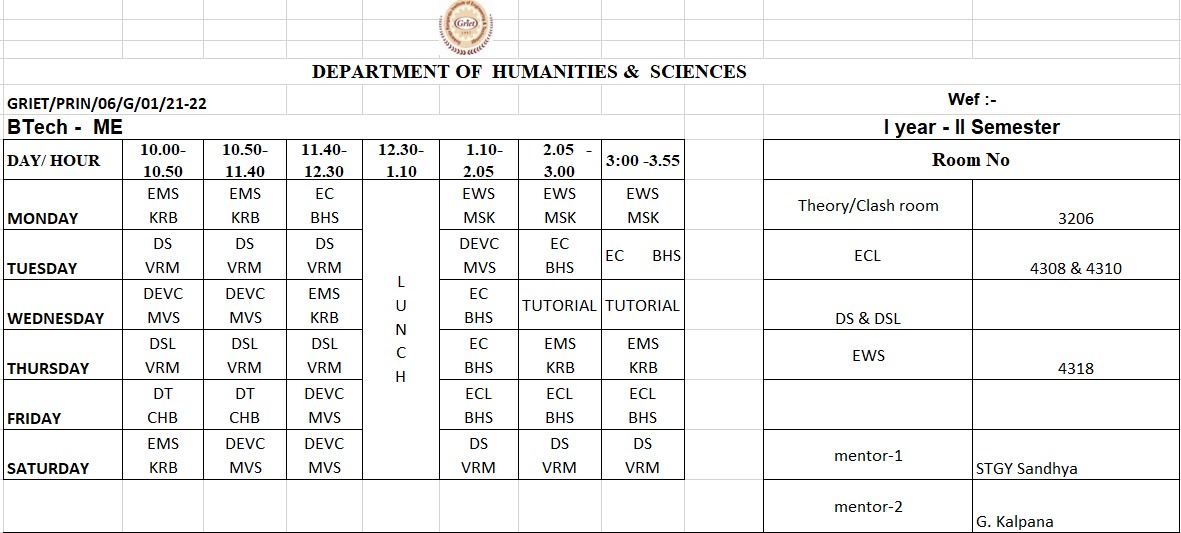 Griet
DEPARTMENT OF HUMANITIES & SCIENCES
GRIET/PRIN/06/G/01/21-22 Wef :-
BTech - ME I year - II Semester
DAY/ HOUR 10.00-10.50 10.50-11.40 11.40-12.30 12.30-1.10 1.10-2.05 2.05 - 3.00 3:00 -3.55 Room No
EMS EMS EC EWS EWS EWS
MONDAY KRB KRB BHS MSK MSK MSK Theory/Clash room 3206
DS DS DS DEVC EC
TUESDAY VRM VRM VRM MVS BHS EC BHS ECL 4308 & 4310
DEVC DEVC EMS EC
WEDNESDAY MVS MVS KRB BHS TUTORIAL TUTORIAL DS & DSL
DSL DSL DSL EC EMS EMS
THURSDAY VRM VRM VRM BHS KRB KRB EWS 4318
DT DT DEVC ECL ECL ECL
FRIDAY CHB CHB MVS BHS BHS BHS
EMS DEVC DEVC DS DS DS
SATURDAY KRB MVS MVS VRM VRM VRM mentor-1 STGY Sandhya
mentor-2 G. Kalpana
L
U
N
C
H